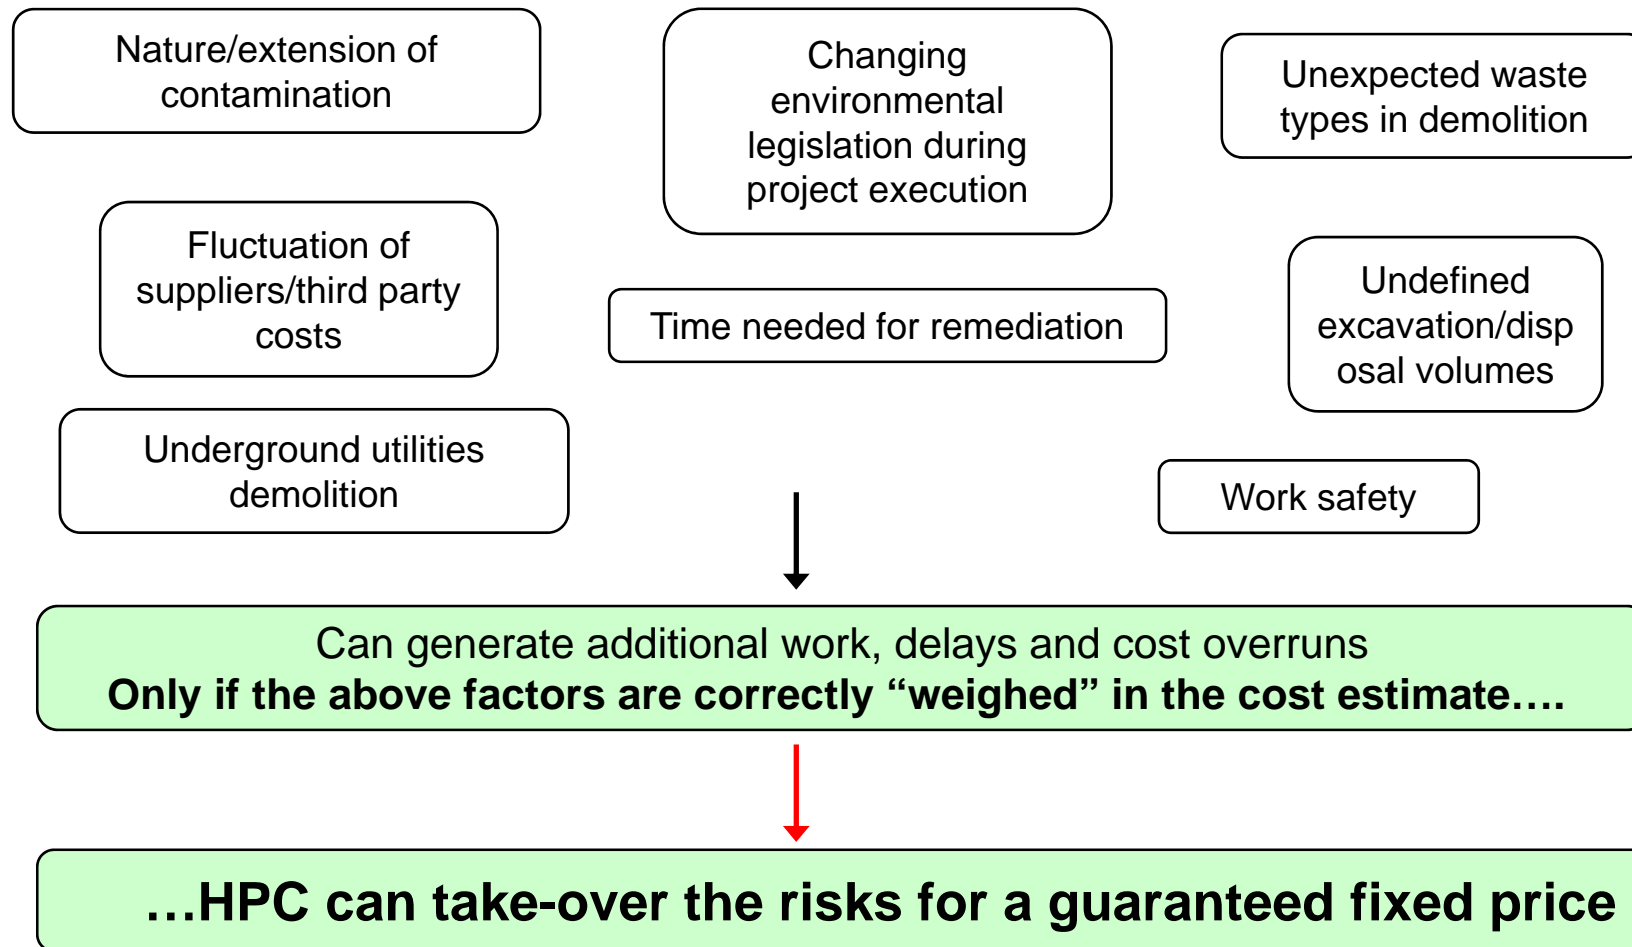 Nature/extension of
contamination
Changing
environmental
legislation during
project execution
Unexpected waste
types in demolition
Fluctuation of
suppliers/third party
costs
Time needed for remediation
Undefined
excavation/disp
osal volumes
Underground utilities
demolition
Work safety
Can generate additional work, delays and cost overruns
Only if the above factors are correctly “weighed” in the cost estimate….
…HPC can take-over the risks for a guaranteed fixed price